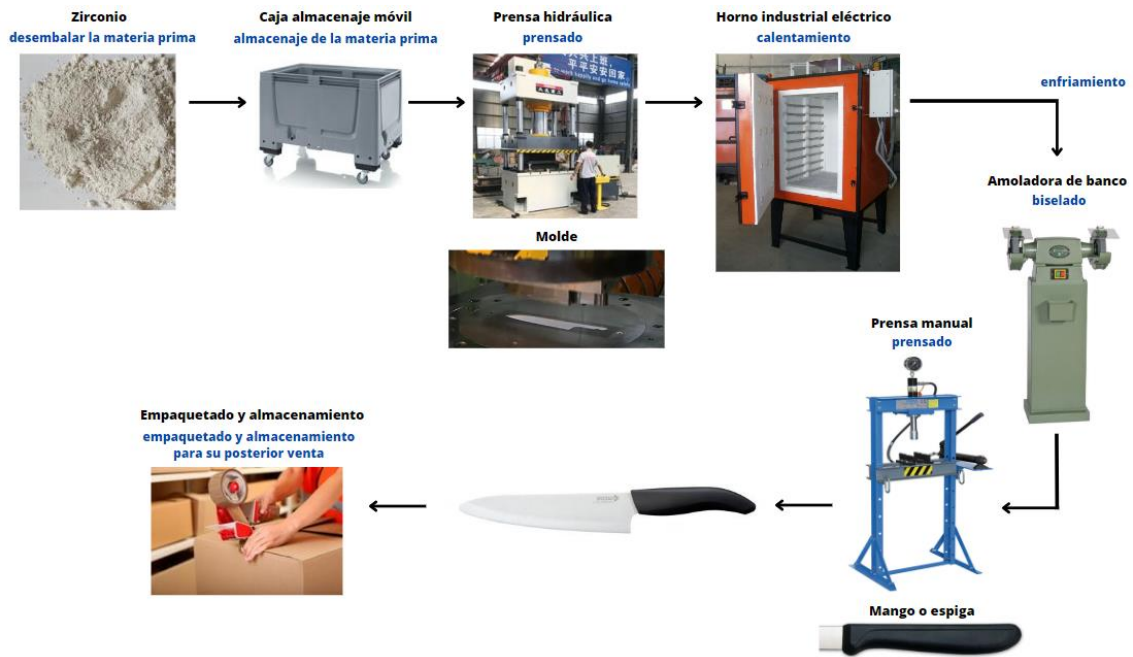 Zirconio
desembalar la materia prima
Caja almacenaje móvil
almacenaje de la materia prima
Prensa hidráulica
prensado
Horno industrial eléctrico
calentamiento
enfriamiento
Amoladora de banco
biselado
Molde
Prensa manual
prensado
Empaquetado y almacenamiento
empaquetado y almacenamiento
para su posterior venta
Mango o espiga